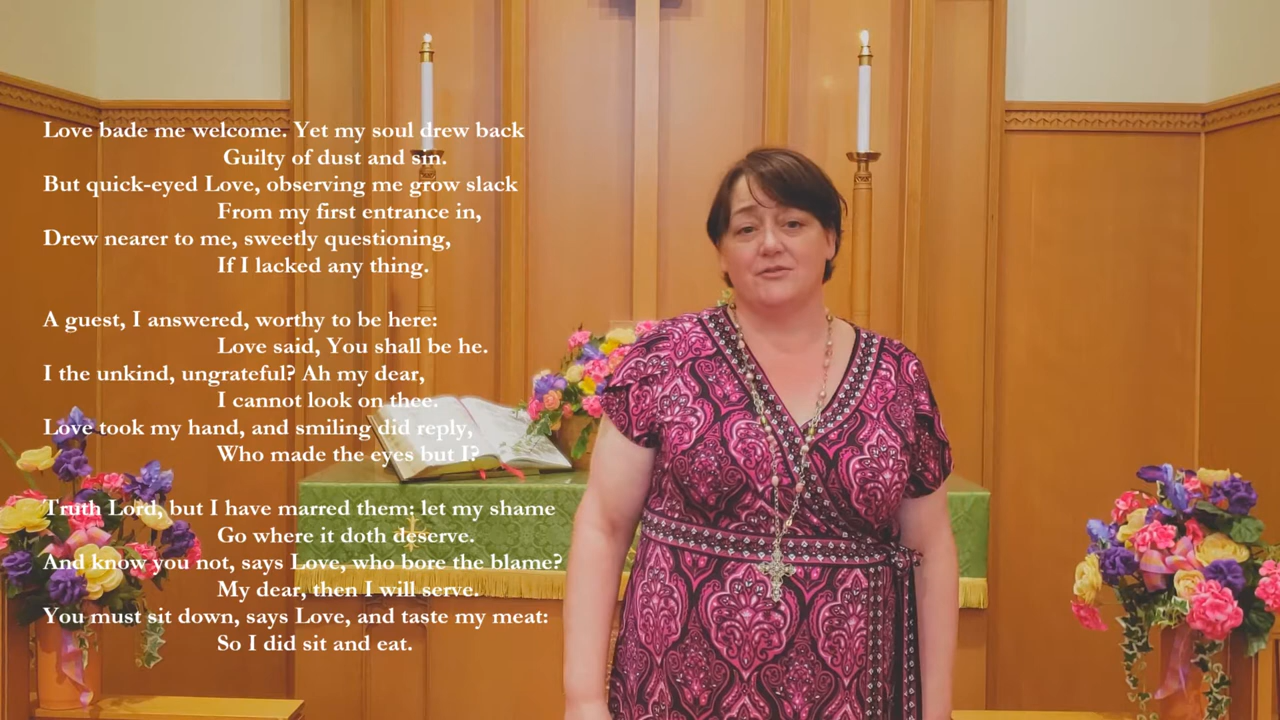 Love bade me welcome. Yet my soul drew back
Guilty of dust and sin.
But quick-eyed Love, observing me grow slack
From my first entrance in,
Drew nearer to me, sweetly questioning,
If I lacked any thing.
A guest, I answered, worthy to be here:
Love said, You shall be he.
I the unkind, ungrateful? Ah my dear,
I cannot look on thee.
Love took my hand, and smiling did reply,
Who made the eyes but I?
Truth Lord, but I have marred them: let my shame
Go where it doth deserve.
And know you not, says Love, who bore the blame?
My dear, then I will serve.
You must sit down, says Love, and taste my meat:
So I did sit and eat.